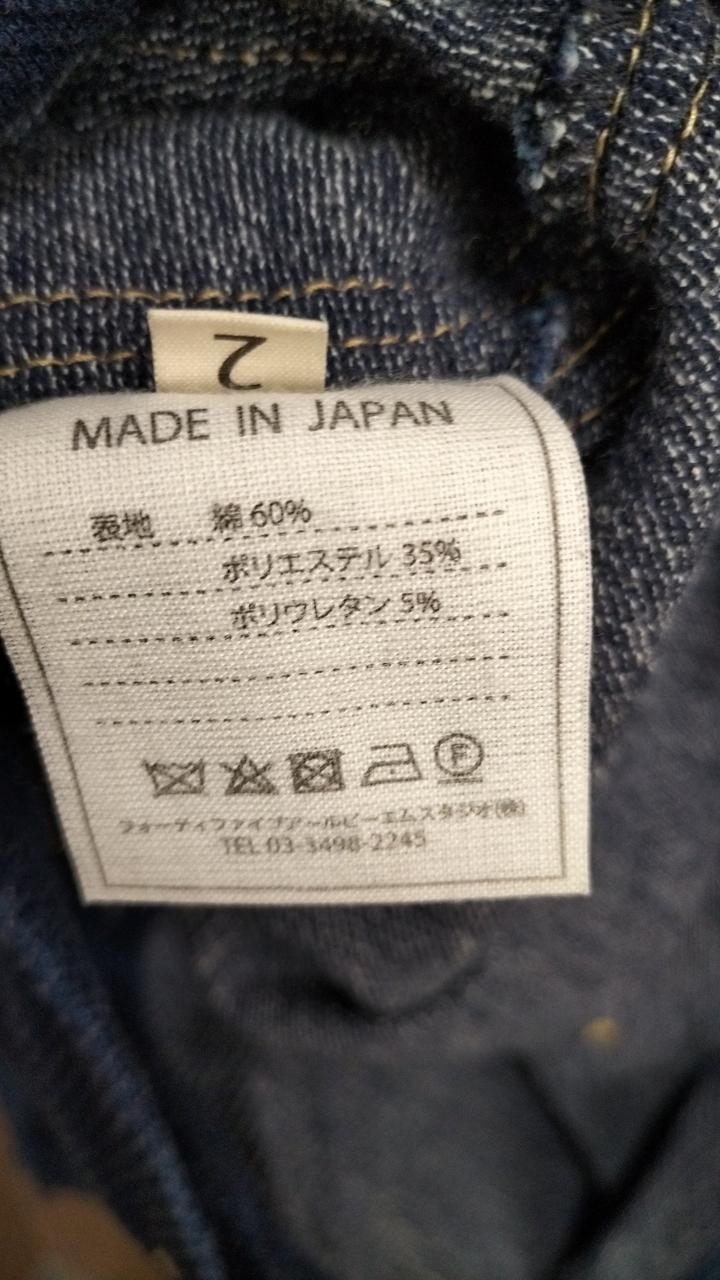 2
MADE IN JAPAN
表地 綿 60%
ポリエステル 35%
ポリウレタン 5%
F
フォーティファイブアールピーエムスタジオ(株)
TEL 03-3498-2245